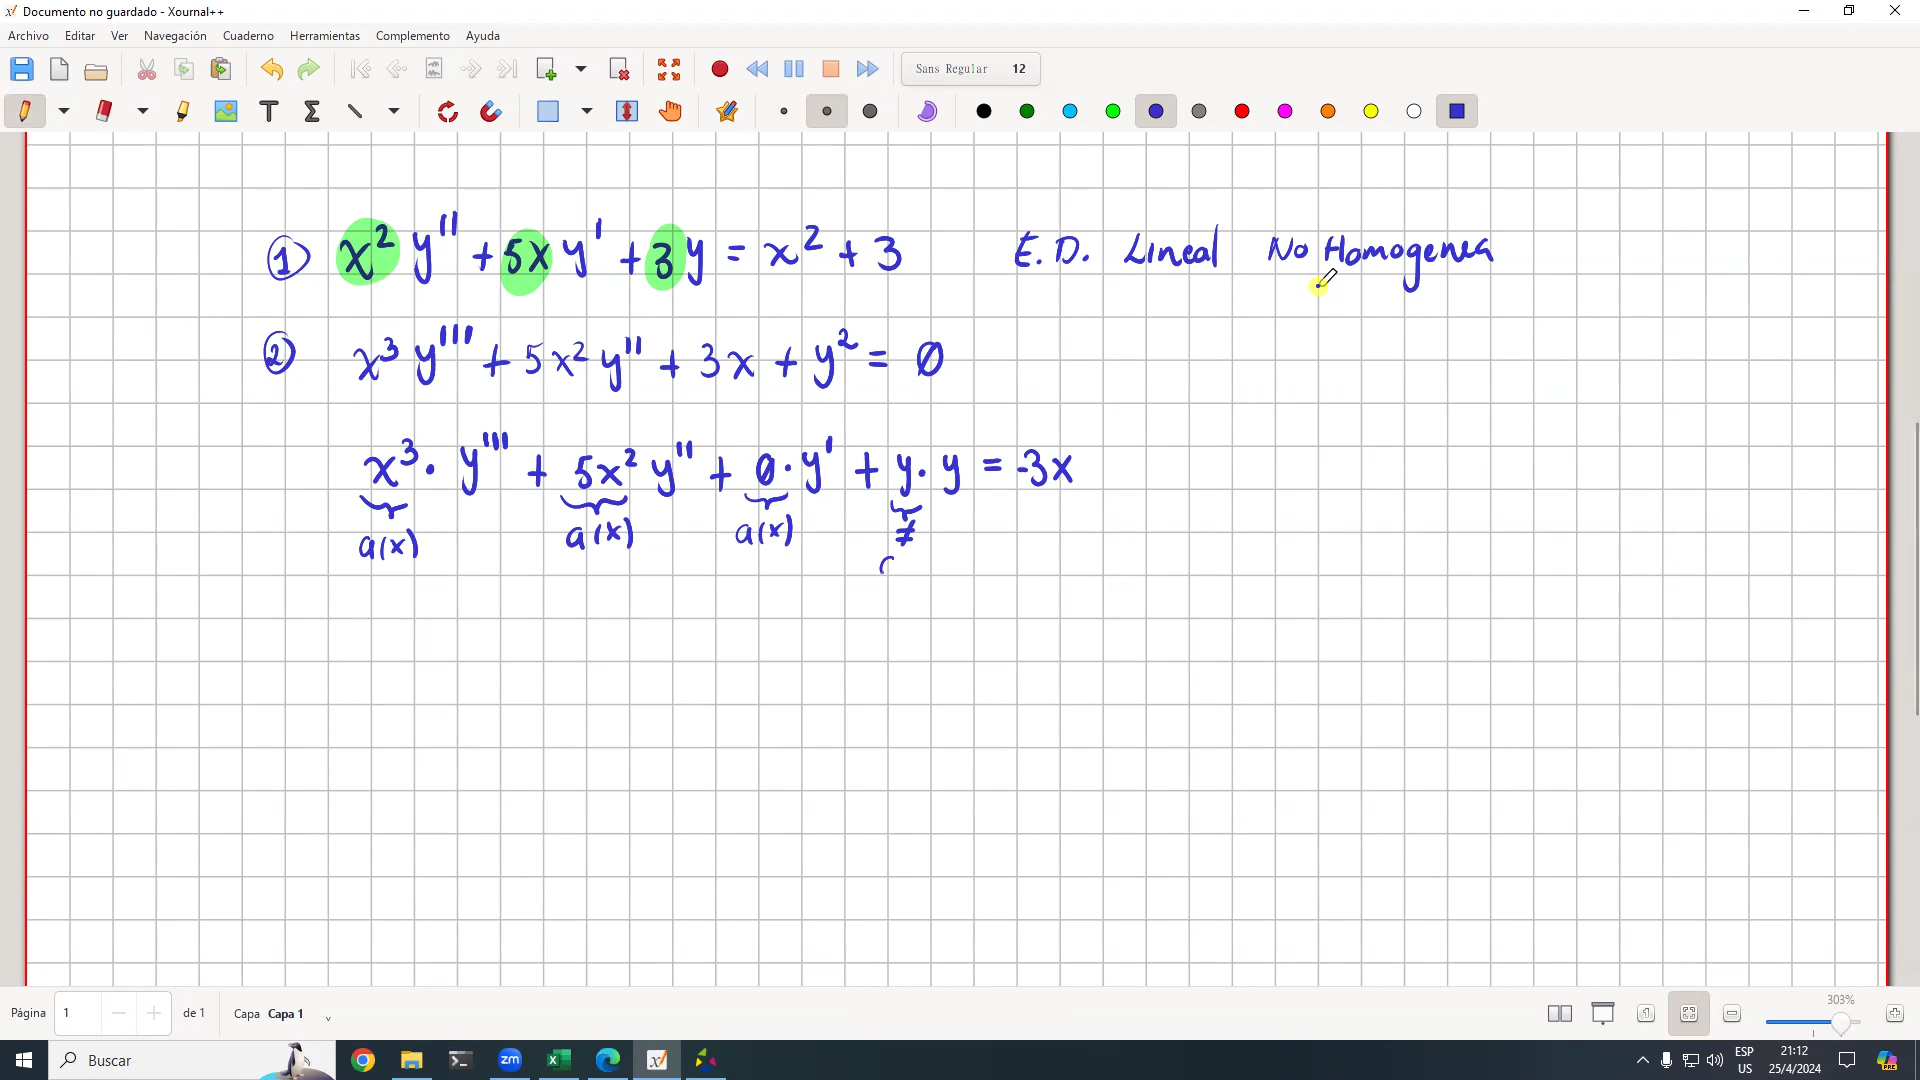 Documento no guardado - Xournal++
Archivo Editar Ver Navegación Cuaderno Herramientas Complemento Ayuda
Sans Regular 12
① x² y'' + 5x y' + 3y = x² + 3 E.D. Lineal No Homogenea
② x³ y''' + 5x² y'' + 3x + y² = 0
x³ · y''' + 5x² y'' + 0 · y' + y · y = -3x
a(x) a(x) a(x) ≠
Página 1 de 1 Capa Capa 1
303%
Buscar
zm
ESP
US
21:12
25/4/2024